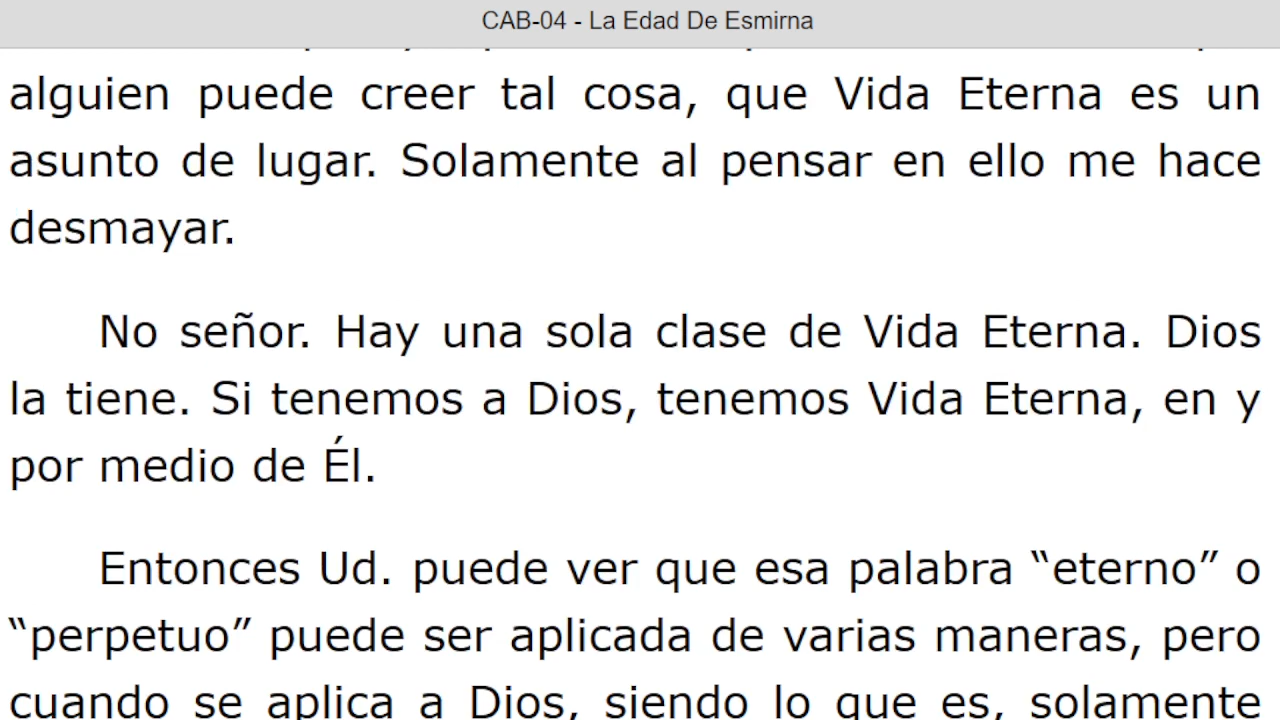 CAB-04 - La Edad De Esmirna
alguien puede creer tal cosa, que Vida Eterna es un
asunto de lugar. Solamente al pensar en ello me hace
desmayar.
No señor. Hay una sola clase de Vida Eterna. Dios
la tiene. Si tenemos a Dios, tenemos Vida Eterna, en y
por medio de Él.
Entonces Ud. puede ver que esa palabra “eterno” o
“perpetuo” puede ser aplicada de varias maneras, pero
cuando se aplica a Dios, siendo lo que es, solamente